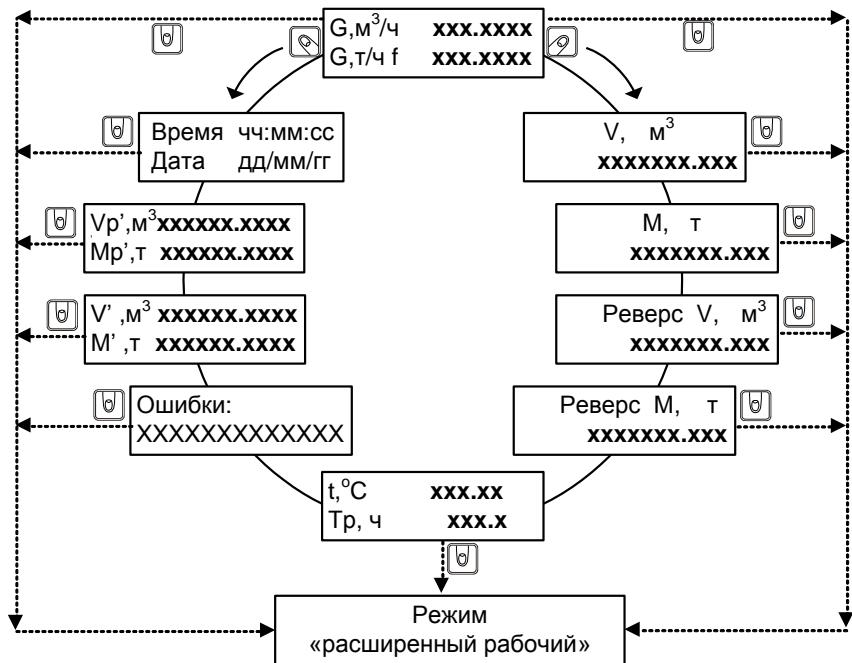 G,м³/ч xxx.xxxx
G,т/ч f xxx.xxxx
Время чч:мм:сс
Дата дд/мм/гг
V, м³
xxxxxxx.xxx
Vp’,м³xxxxxx.xxxx
Mp’,т xxxxxx.xxxx
M, т
xxxxxxx.xxx
V’ ,м³ xxxxxx.xxxx
M’ ,т xxxxxx.xxxx
Реверс V, м³
xxxxxxx.xxx
Ошибки:
XXXXXXXXXXXXX
Реверс М, т
xxxxxxx.xxx
t,°C xxx.xx
Тр, ч xxx.x
Режим
«расширенный рабочий»